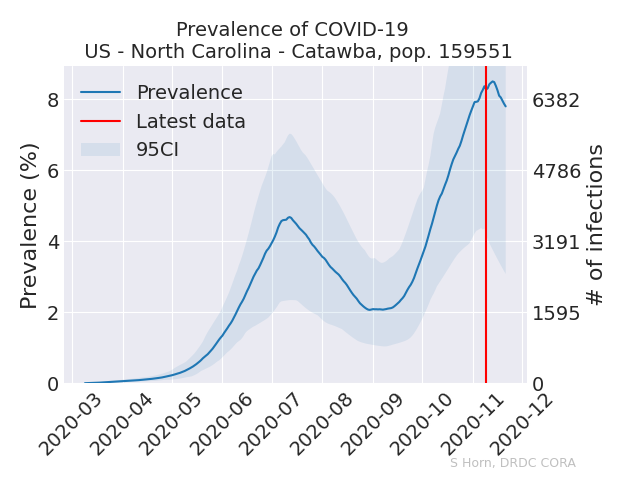 Prevalence of COVID-19
US - North Carolina - Catawba, pop. 159551
Prevalence
Latest data
95CI
Prevalence (%)
8
6
4
2
0
6382
4786
3191
1595
0
# of infections
2020-03
2020-04
2020-05
2020-06
2020-07
2020-08
2020-09
2020-10
2020-11
2020-12
S Horn, DRDC CORA